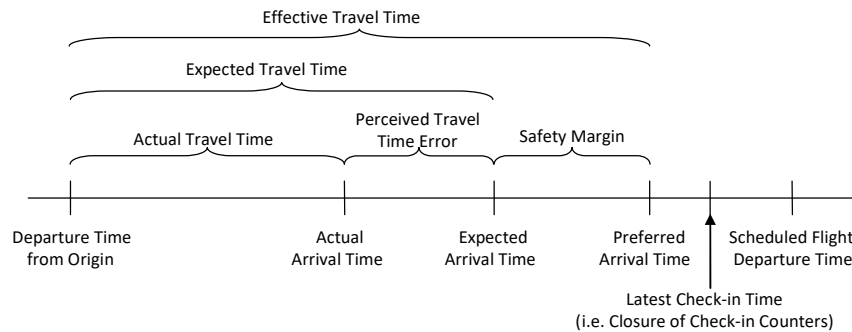 Effective Travel Time
Expected Travel Time
Actual Travel Time
Perceived Travel
Time Error
Safety Margin
Departure Time
from Origin
Actual
Arrival Time
Expected
Arrival Time
Preferred
Arrival Time
Scheduled Flight
Departure Time
Latest Check-in Time
(i.e. Closure of Check-in Counters)